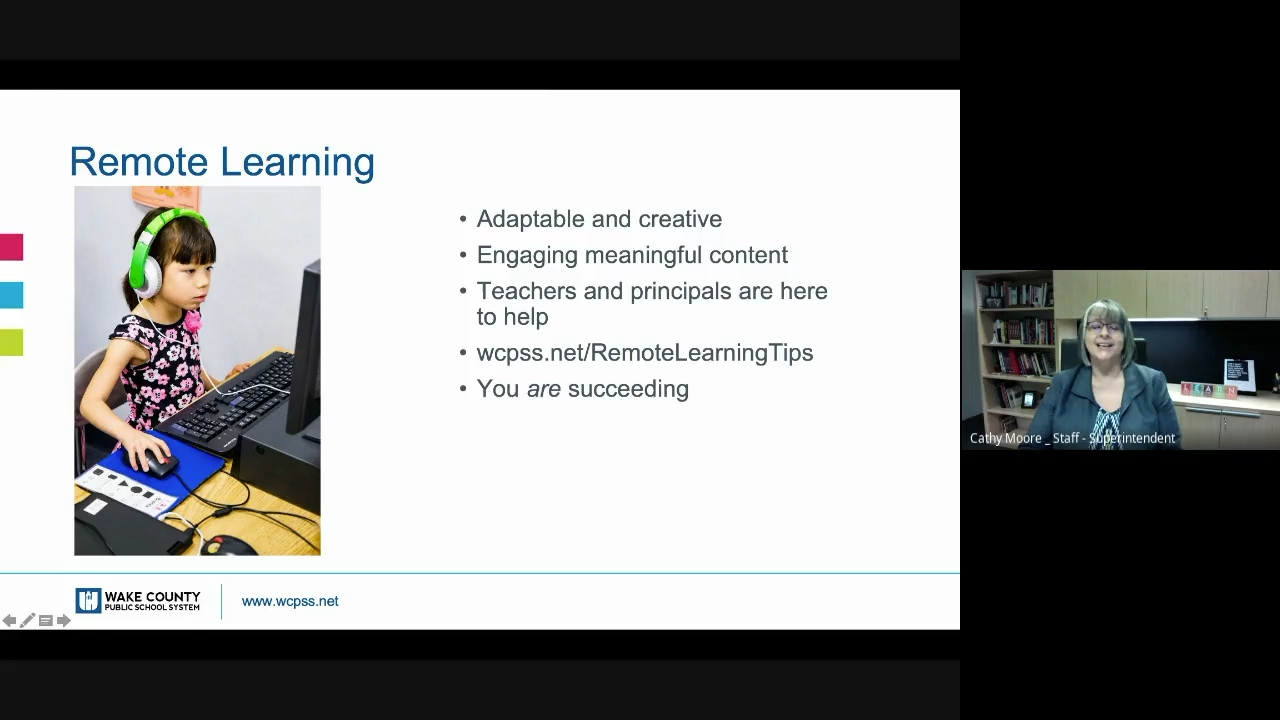 Remote Learning
• Adaptable and creative
• Engaging meaningful content
• Teachers and principals are here
to help
• wcpss.net/RemoteLearningTips
• You are succeeding
WAKE COUNTY
PUBLIC SCHOOL SYSTEM
www.wcpss.net
LEARN
Cathy Moore _ Staff - Superintendent